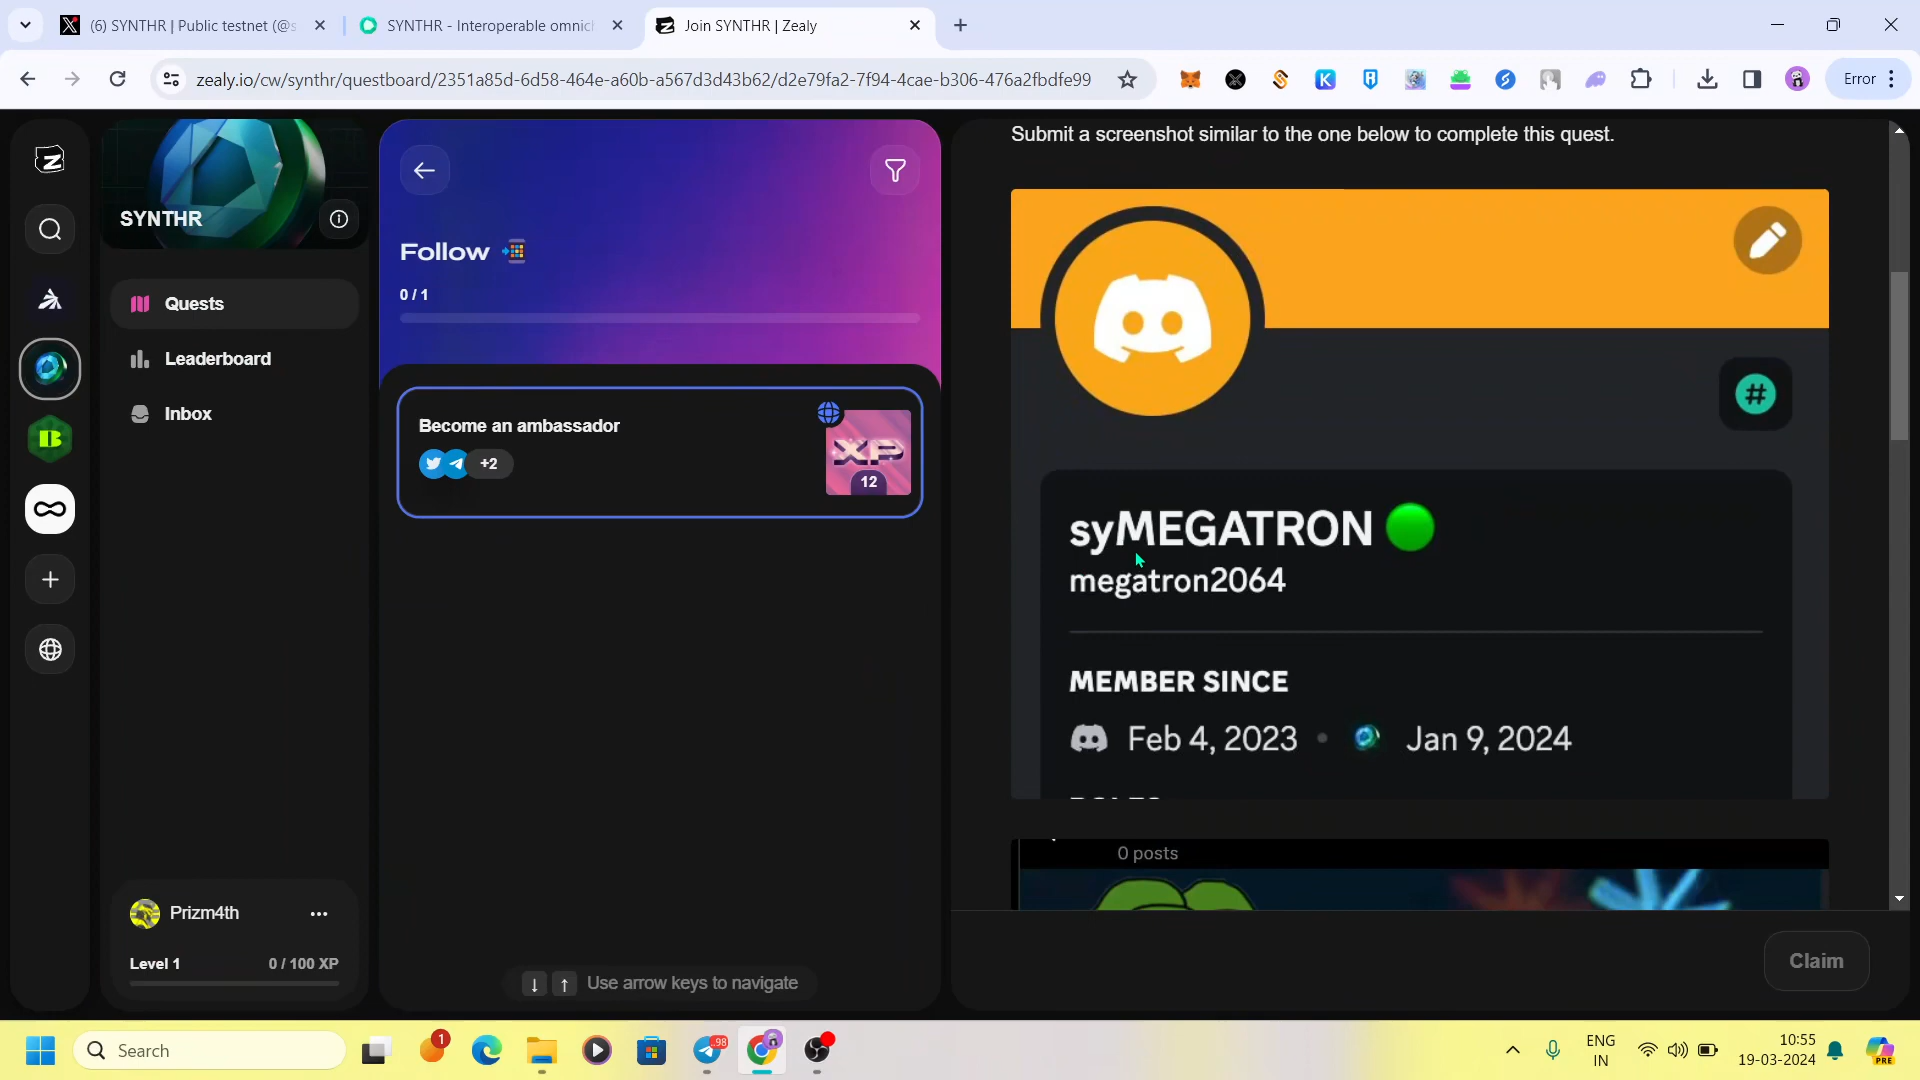 (6) SYNTHR | Public testnet (@s
SYNTHR - Interoperable omnich
Join SYNTHR | Zealy
zealy.io/cw/synthr/questboard/2351a85d-6d58-464e-a60b-a567d3d43b62/d2e79fa2-7f94-4cae-b306-476a2fbdfe99
Error
SYNTHR
Quests
Leaderboard
Inbox
Prizm4th
Level 1
0 / 100 XP
Follow
0 / 1
Become an ambassador
+2
XP
12
Use arrow keys to navigate
Submit a screenshot similar to the one below to complete this quest.
syMEGATRON
megatron2064
MEMBER SINCE
Feb 4, 2023 • Jan 9, 2024
0 posts
Claim
Search
1
98
ENG
IN
10:55
19-03-2024
PRE